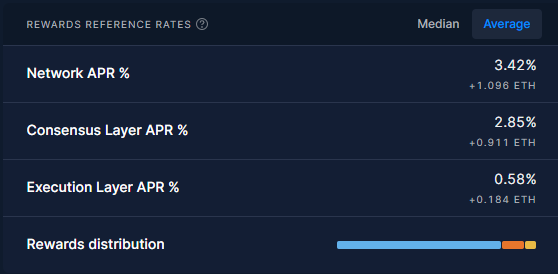 REWARDS REFERENCE RATES ? Median Average
Network APR % 3.42%
+1.096 ETH
Consensus Layer APR % 2.85%
+0.911 ETH
Execution Layer APR % 0.58%
+0.184 ETH
Rewards distribution